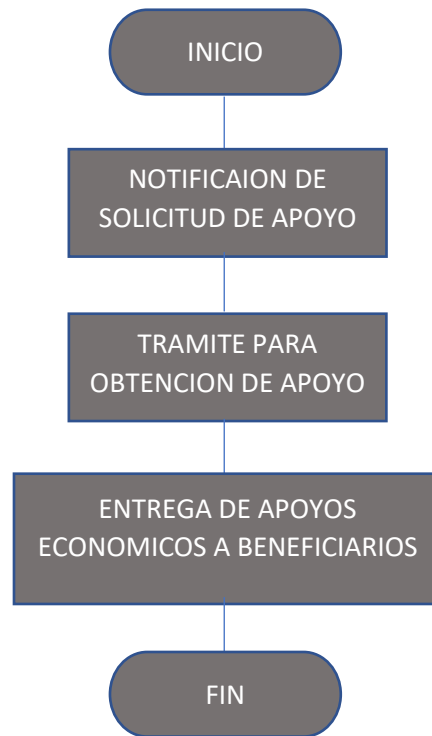 INICIO
NOTIFICAION DE
SOLICITUD DE APOYO
TRAMITE PARA
OBTENCION DE APOYO
ENTREGA DE APOYOS
ECONOMICOS A BENEFICIARIOS
FIN